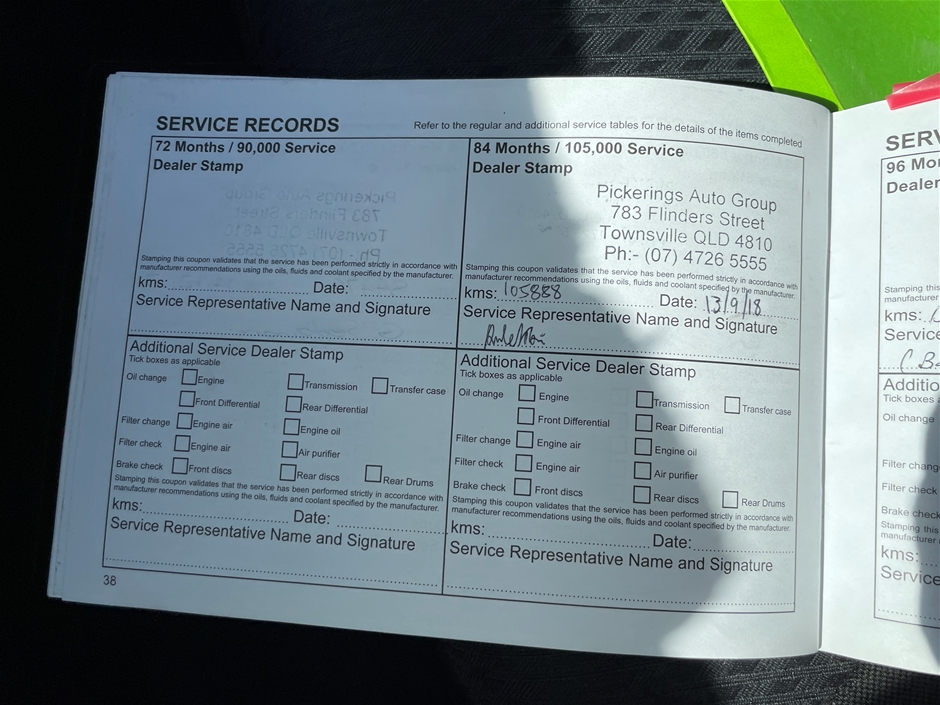 SERVICE RECORDS
Refer to the regular and additional service tables for the details of the items completed
72 Months / 90,000 Service
Dealer Stamp
Stamping this coupon validates that the service has been performed strictly in accordance with
manufacturer recommendations using the oils, fluids and coolant specified by the manufacturer.
kms: Date:
Service Representative Name and Signature
Additional Service Dealer Stamp
Tick boxes as applicable
Oil change Engine Transmission Transfer case
Front Differential Rear Differential
Filter change Engine air Engine oil
Filter check Engine air Air purifier
Brake check Front discs Rear discs Rear Drums
Stamping this coupon validates that the service has been performed strictly in accordance with
manufacturer recommendations using the oils, fluids and coolant specified by the manufacturer.
kms: Date:
Service Representative Name and Signature
38
84 Months / 105,000 Service
Dealer Stamp
Pickerings Auto Group
783 Flinders Street
Townsville QLD 4810
Ph:- (07) 4726 5555
Stamping this coupon validates that the service has been performed strictly in accordance with
manufacturer recommendations using the oils, fluids and coolant specified by the manufacturer.
kms: 105888 Date: 13/9/18
Service Representative Name and Signature
Additional Service Dealer Stamp
Tick boxes as applicable
Oil change Engine Transmission Transfer case
Front Differential Rear Differential
Filter change Engine air Engine oil
Filter check Engine air Air purifier
Brake check Front discs Rear discs Rear Drums
Stamping this coupon validates that the service has been performed strictly in accordance with
manufacturer recommendations using the oils, fluids and coolant specified by the manufacturer.
kms: Date:
Service Representative Name and Signature
SERV
96 Mon
Dealer
Stamping this
manufacturer
kms:
Service
Additio
Tick boxes a
Oil change
Filter chang
Filter check
Brake check
Stamping this
manufacturer
kms:
Service